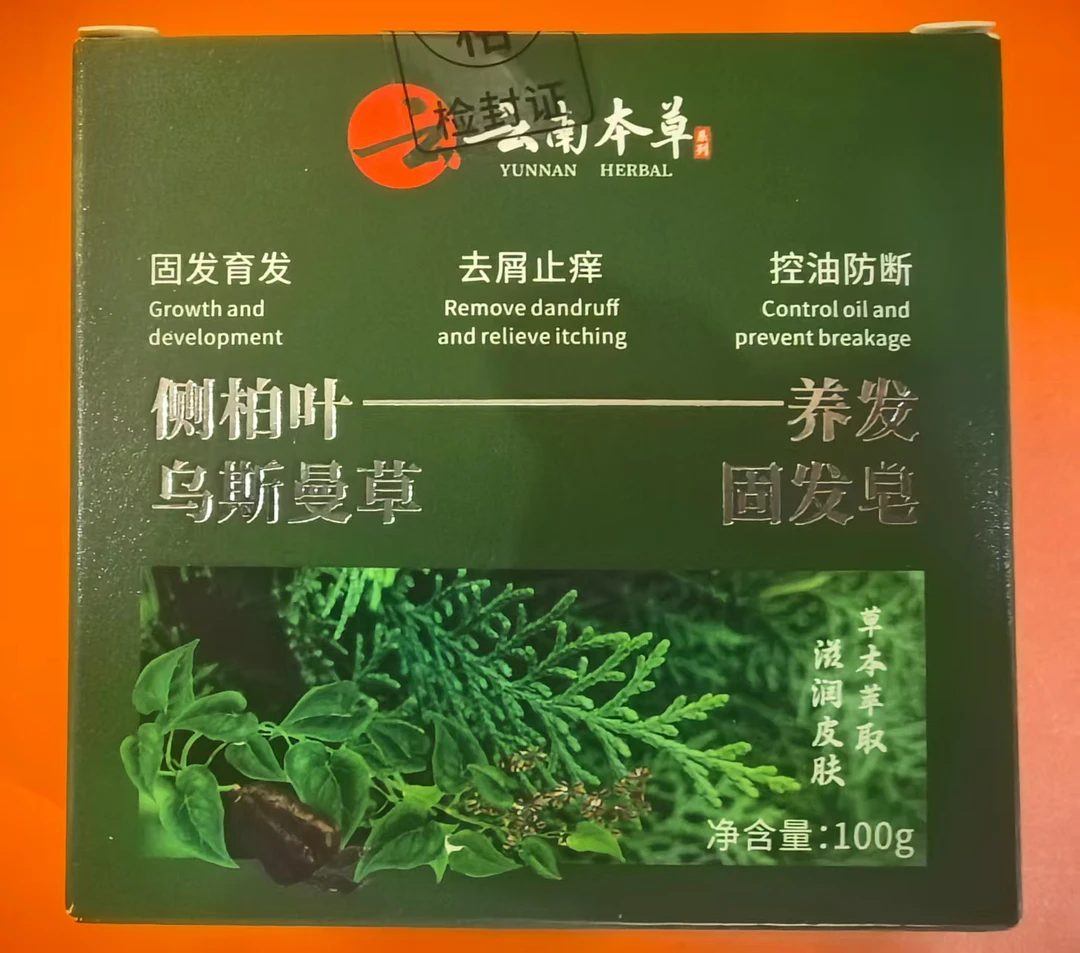 格
检封证
云南本草系列
YUNNAN HERBAL
固发育发
Growth and
development
去屑止痒
Remove dandruff
and relieve itching
控油防断
Control oil and
prevent breakage
侧柏叶
养发
乌斯曼草
固发皂
草本萃取
滋润皮肤
净含量:100g